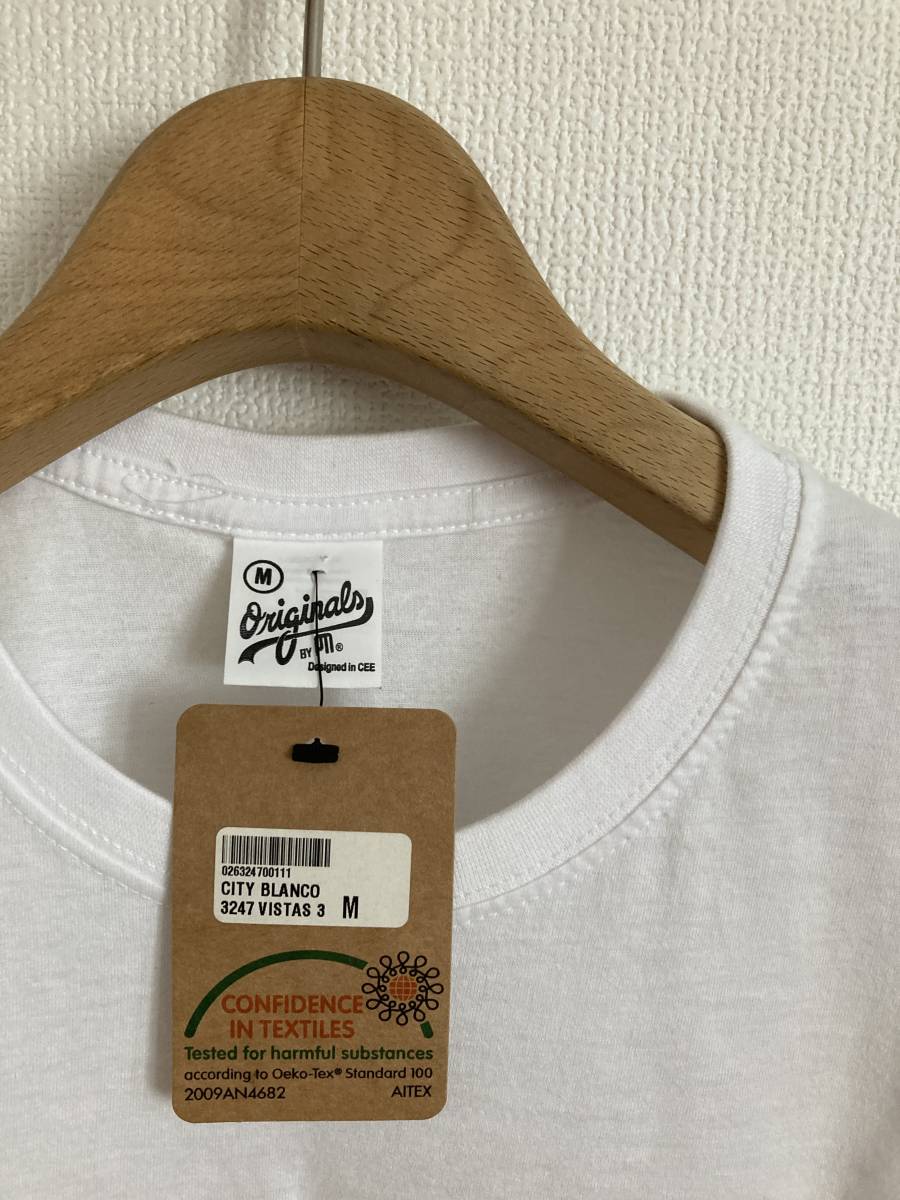 M
Originals
BY PM®
Designed in CEE
026324700111
CITY BLANCO
3247 VISTAS 3 M
CONFIDENCE
IN TEXTILES
Tested for harmful substances
according to Oeko-Tex® Standard 100
2009AN4682 AITEX